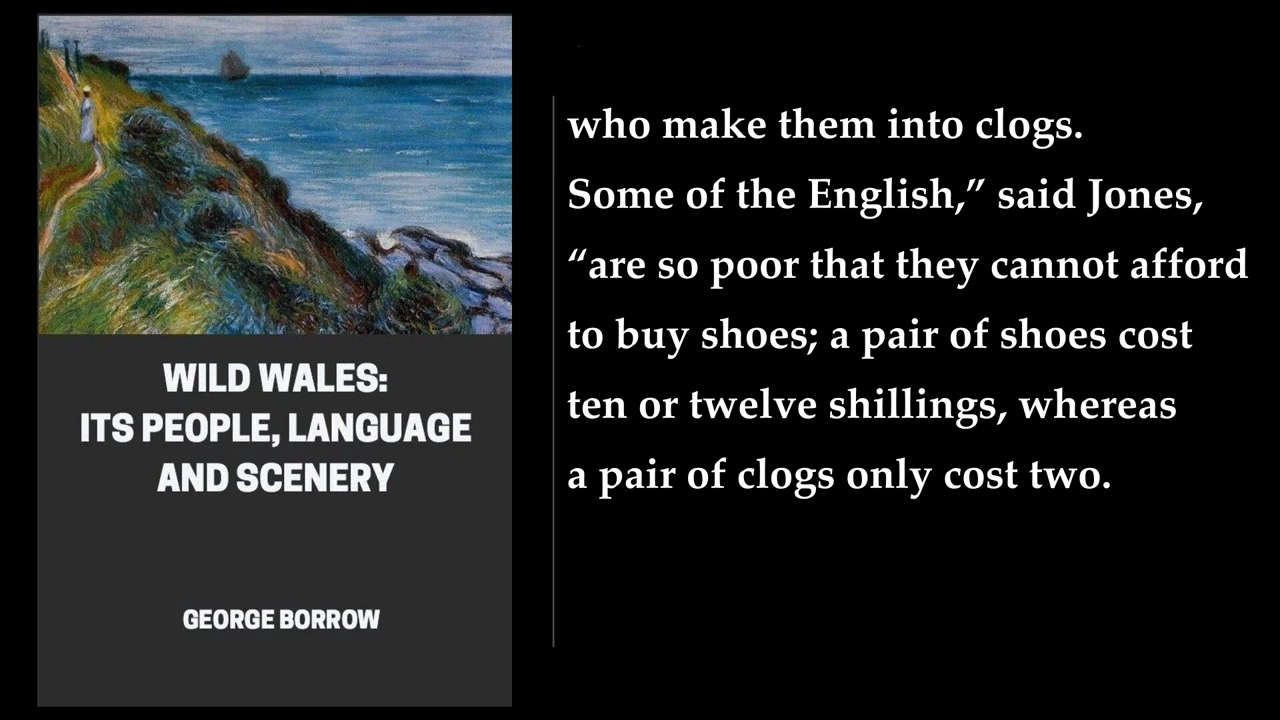 WILD WALES:
ITS PEOPLE, LANGUAGE
AND SCENERY
GEORGE BORROW
who make them into clogs.
Some of the English,” said Jones,
“are so poor that they cannot afford
to buy shoes; a pair of shoes cost
ten or twelve shillings, whereas
a pair of clogs only cost two.